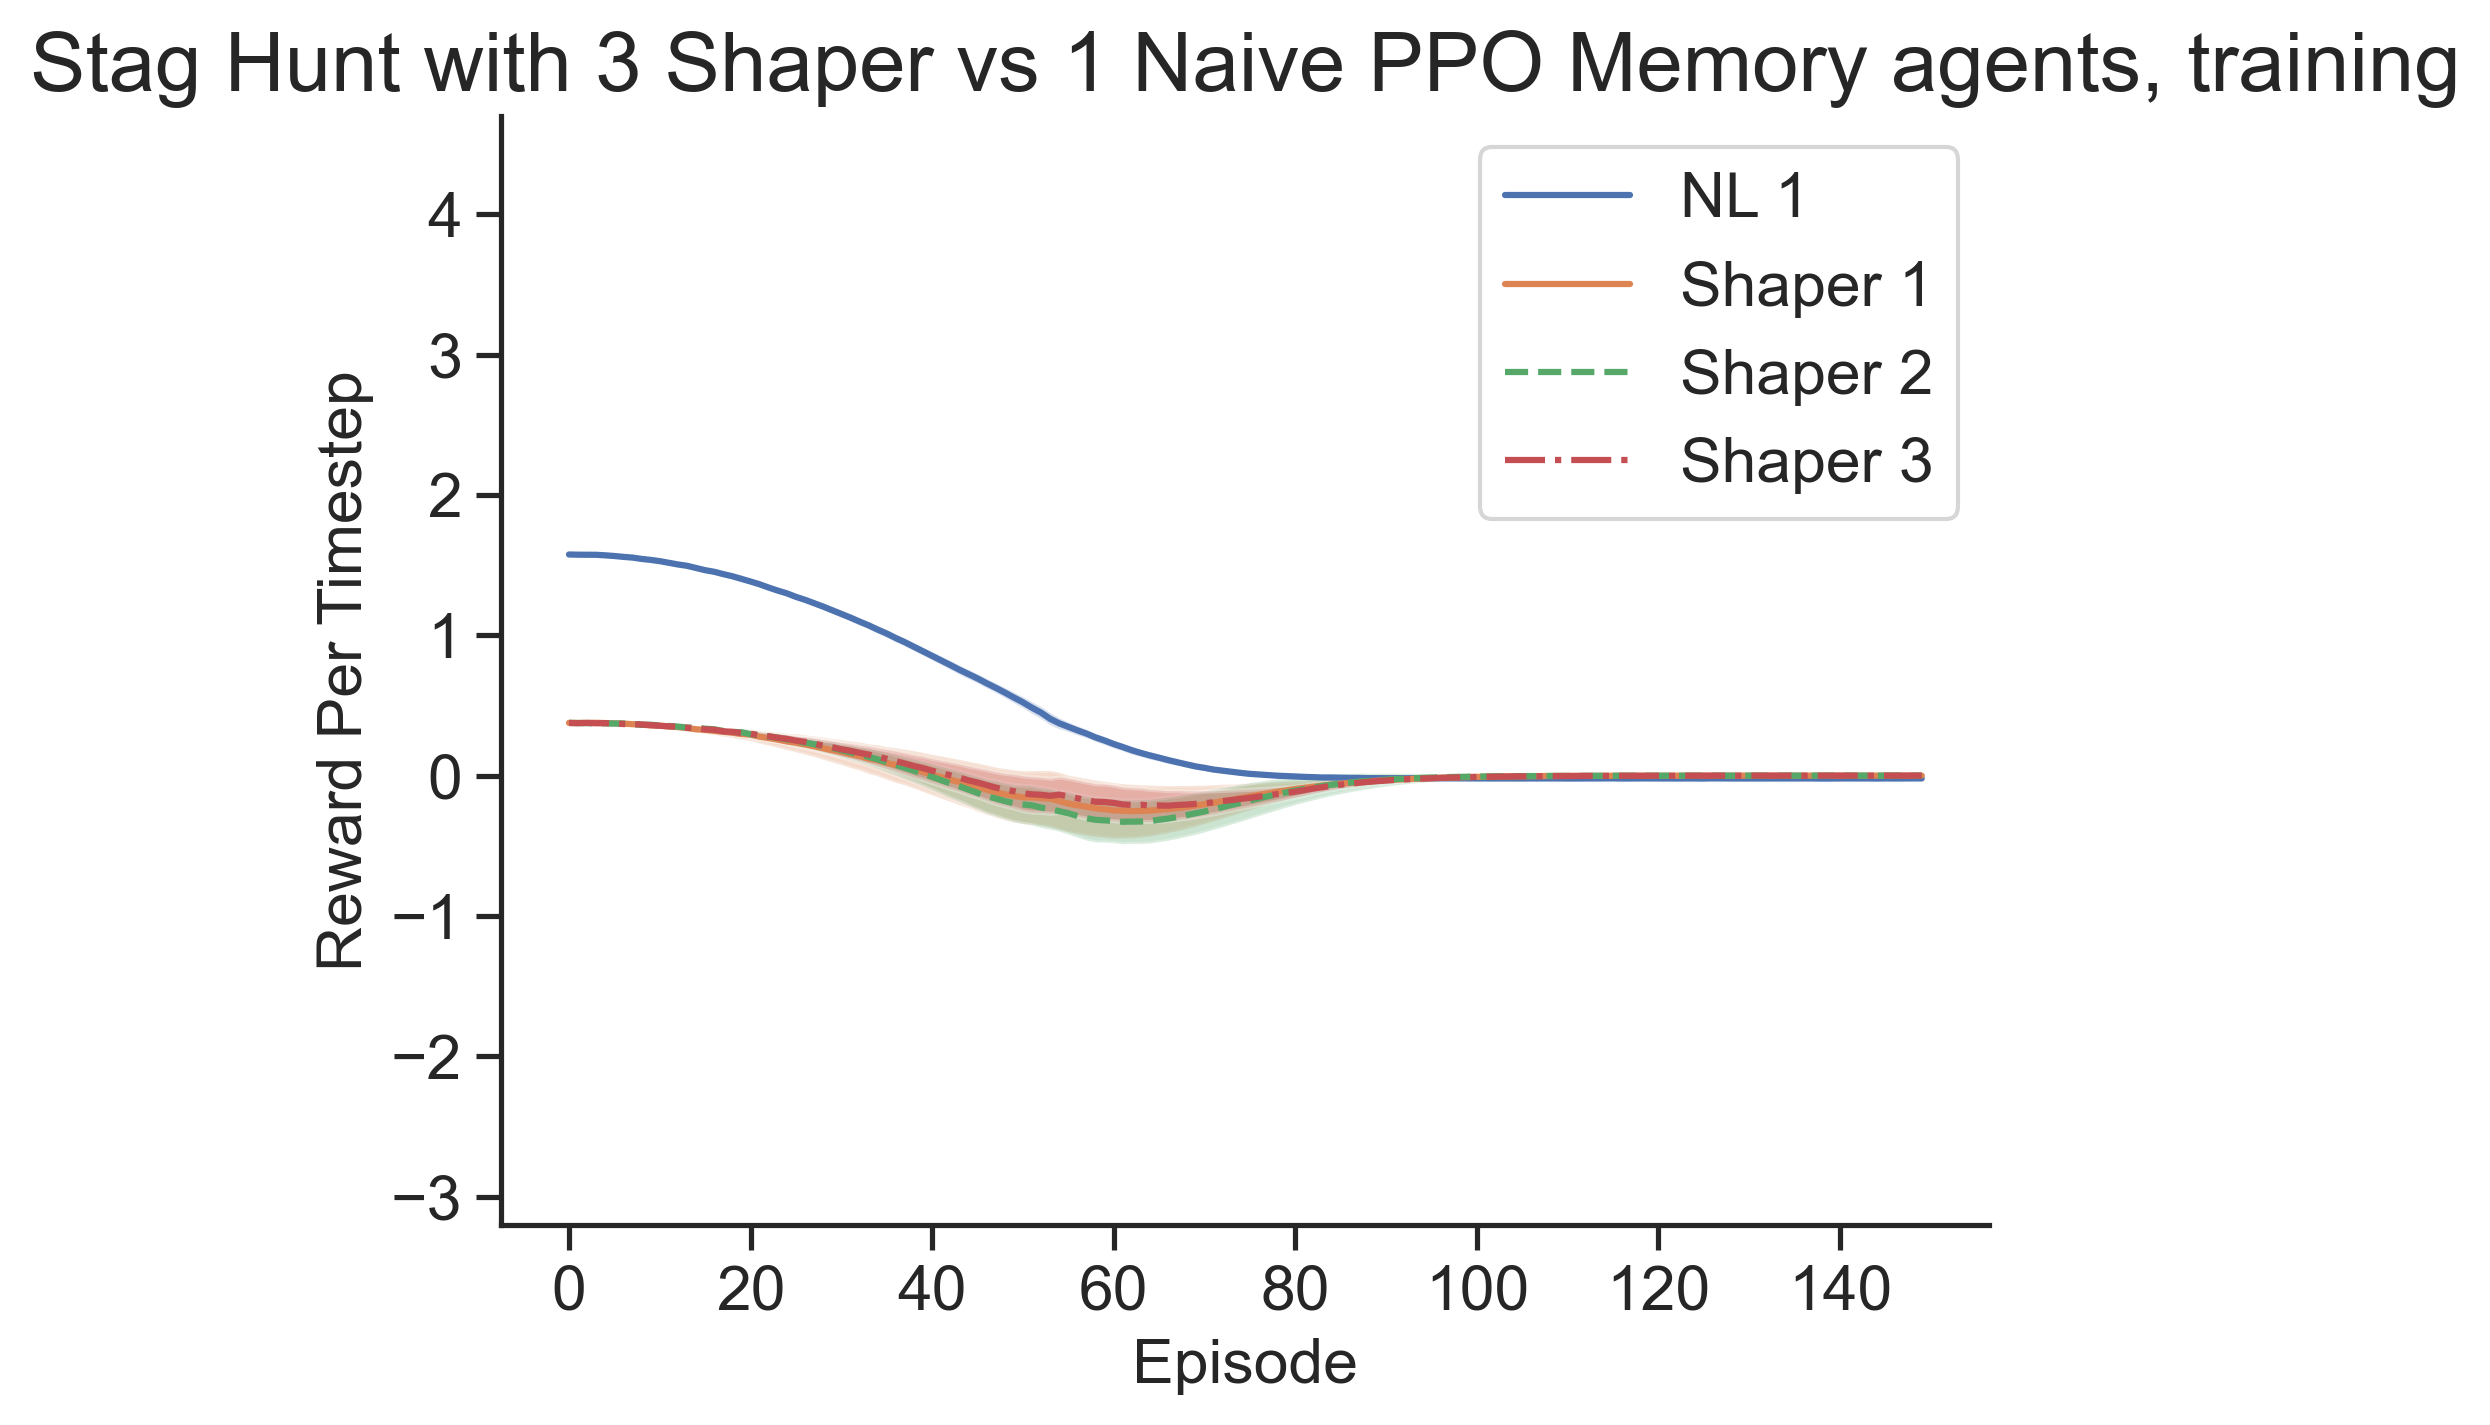 Stag Hunt with 3 Shaper vs 1 Naive PPO Memory agents, training
NL 1
Shaper 1
Shaper 2
Shaper 3
Reward Per Timestep
4
3
2
1
0
−1
−2
−3
0 20 40 60 80 100 120 140
Episode